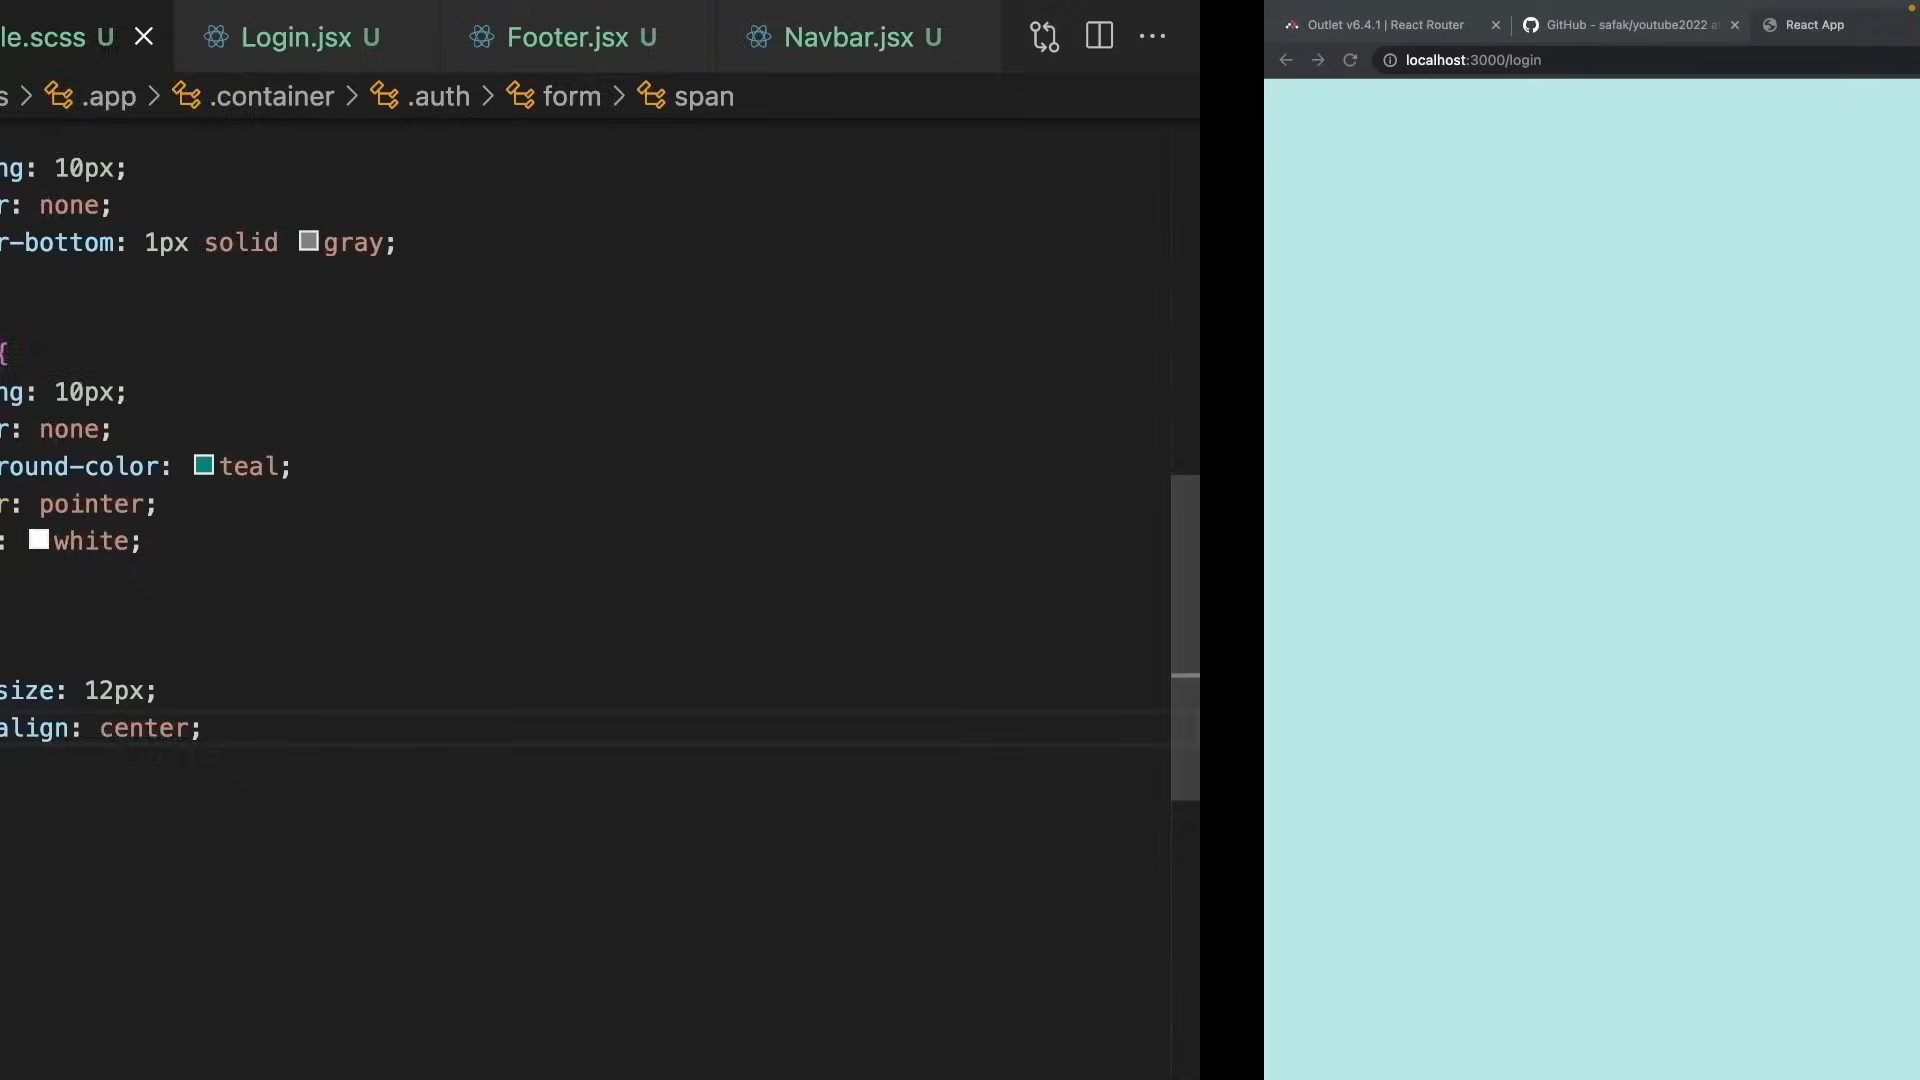 le.scss U
Login.jsx U
Footer.jsx U
Navbar.jsx U
s > .app > .container > .auth > form > span
ng: 10px;
r: none;
r-bottom: 1px solid gray;
{
ng: 10px;
r: none;
round-color: teal;
r: pointer;
: white;
size: 12px;
align: center;
Outlet v6.4.1 | React Router
GitHub - safak/youtube2022 a
React App
localhost:3000/login